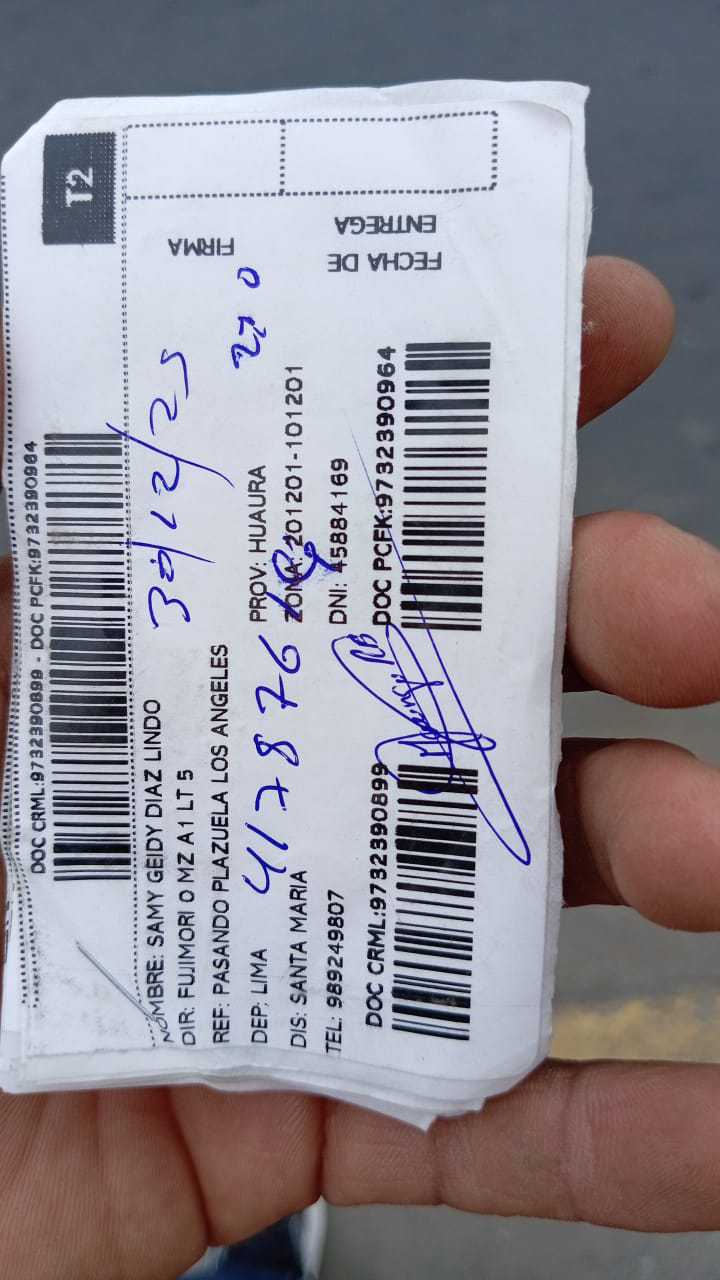 T2
DOC CRML:9732390899 - DOC PCFK:9732390964
NOMBRE: SAMY GEIDY DIAZ LINDO
DIR: FUJIMORI 0 MZ A1 LT 5
30/12/25
REF: PASANDO PLAZUELA LOS ANGELES
FIRMA
DEP: LIMA
PROV: HUAURA
DIS: SANTA MARIA
ZONA: 201201-101201
TEL: 989249807
DNI: 45884169
FECHA DE
ENTREGA
DOC CRML:9732390899
DOC PCFK:9732390964